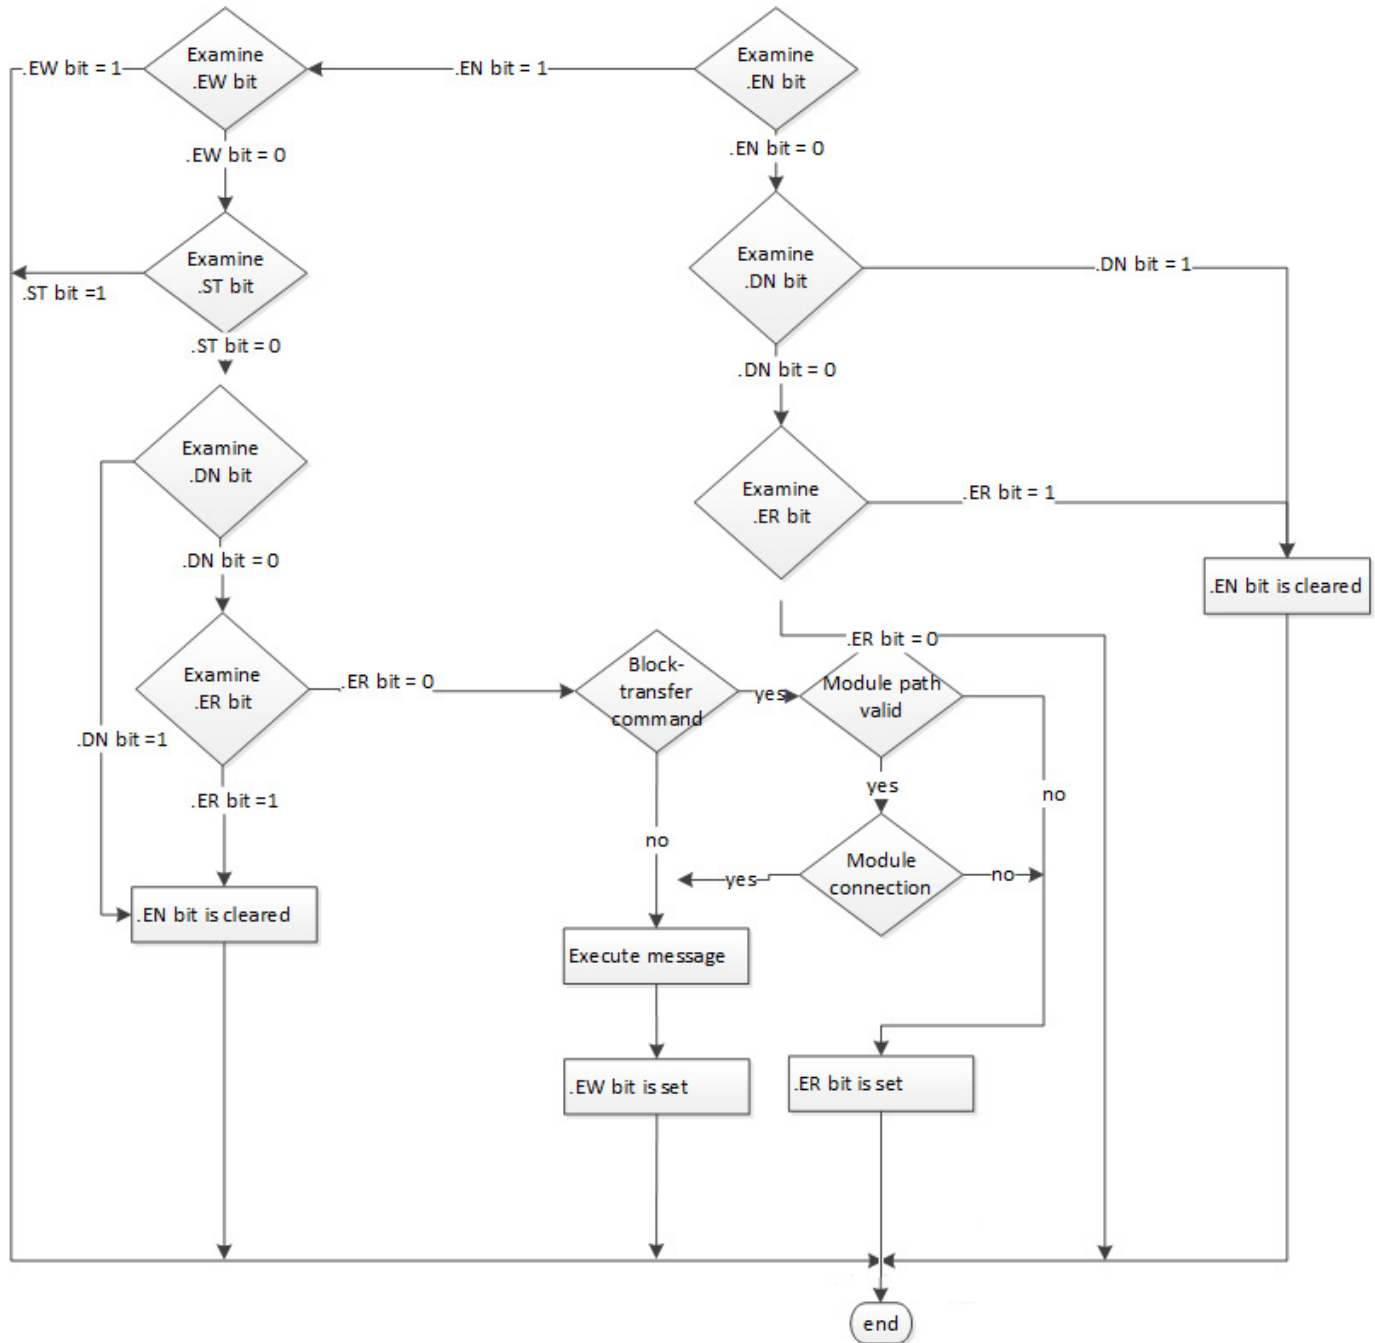 Examine
.EW bit
Examine
.EN bit
.EW bit = 1
.EN bit = 1
.EW bit = 0
.EN bit = 0
Examine
.ST bit
Examine
.DN bit
.DN bit = 1
.ST bit =1
.ST bit = 0
.DN bit = 0
Examine
.DN bit
Examine
.ER bit
.ER bit = 1
.DN bit = 0
.EN bit is cleared
.ER bit = 0
Examine
.ER bit
.ER bit = 0
Block-
transfer
command
yes
Module path
valid
.DN bit =1
yes
no
.ER bit =1
no
Module
connection
yes
no
.EN bit is cleared
Execute message
.EW bit is set
.ER bit is set
end